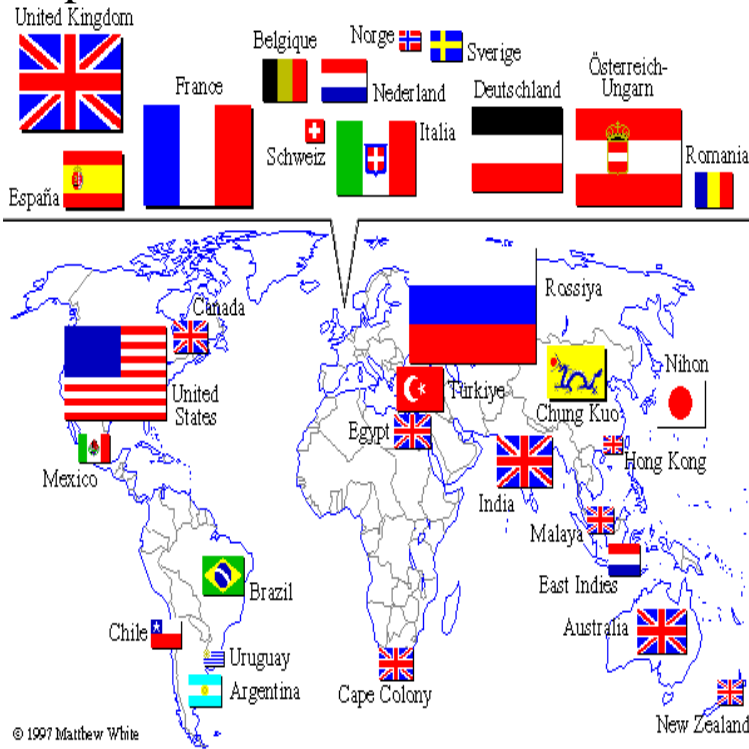 United Kingdom
Belgique
Norge
Sverige
Österreich-
Ungarn
France
Nederland
Deutschland
Schweiz
Italia
Romania
España
Rossiya
Canada
United
States
Türkiye
Chung Kuo
Nihon
Egypt
Hong Kong
Mexico
India
Malaya
East Indies
Brazil
Australia
Chile
Uruguay
Argentina
Cape Colony
New Zealand
© 1997 Matthew White